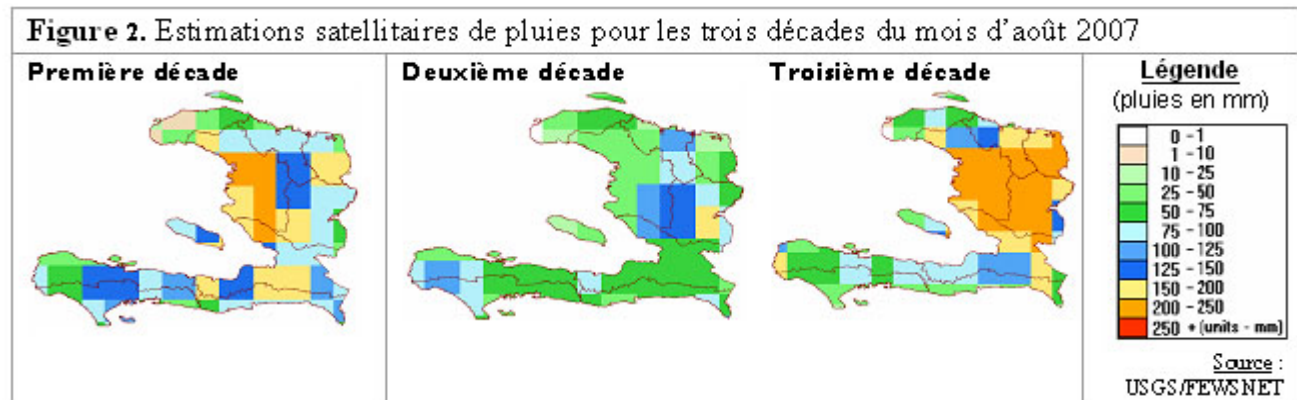 Figure 2. Estimations satellitaires de pluies pour les trois décades du mois d'août 2007
Première décade
Deuxième décade
Troisième décade
Légende
(pluies en mm)
0 - 1
1 - 10
10 - 25
25 - 50
50 - 75
75 - 100
100 - 125
125 - 150
150 - 200
200 - 250
250 + (units - mm)
Source :
USGS/FEWSNET